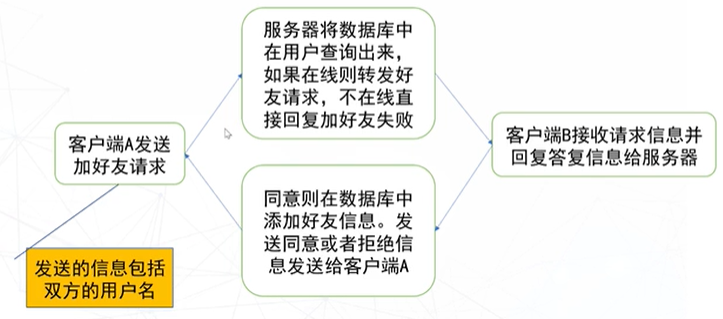 服务器将数据库中
在用户查询出来，
如果在线则转发好
友请求，不在线直
接回复加好友失败
客户端A发送
加好友请求
客户端B接收请求信息并
回复答复信息给服务器
同意则在数据库中
添加好友信息。发
送同意或者拒绝信
息发送给客户端A
发送的信息包括
双方的用户名